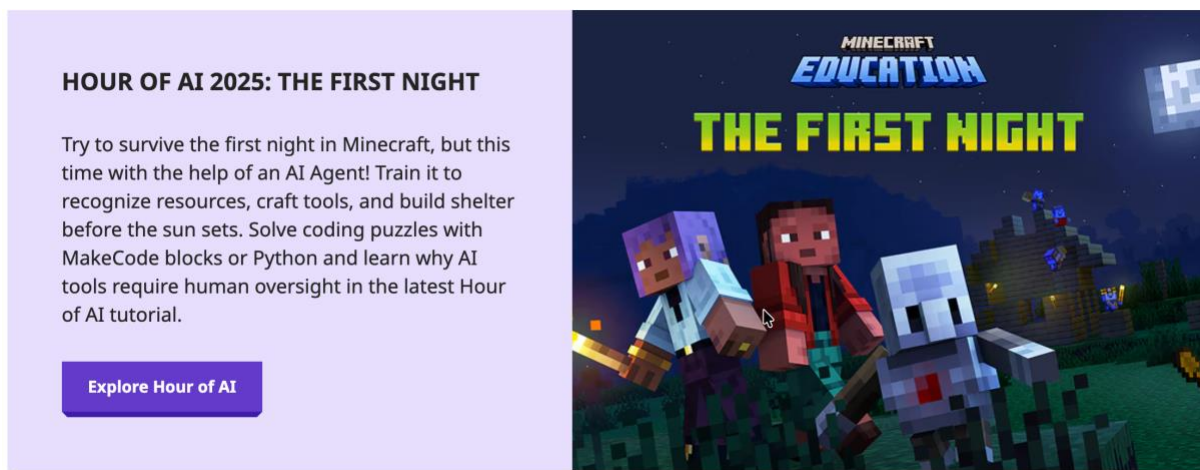 HOUR OF AI 2025: THE FIRST NIGHT
Try to survive the first night in Minecraft, but this
time with the help of an AI Agent! Train it to
recognize resources, craft tools, and build shelter
before the sun sets. Solve coding puzzles with
MakeCode blocks or Python and learn why AI
tools require human oversight in the latest Hour
of AI tutorial.
Explore Hour of AI
MINECRAFT
EDUCATION
THE FIRST NIGHT